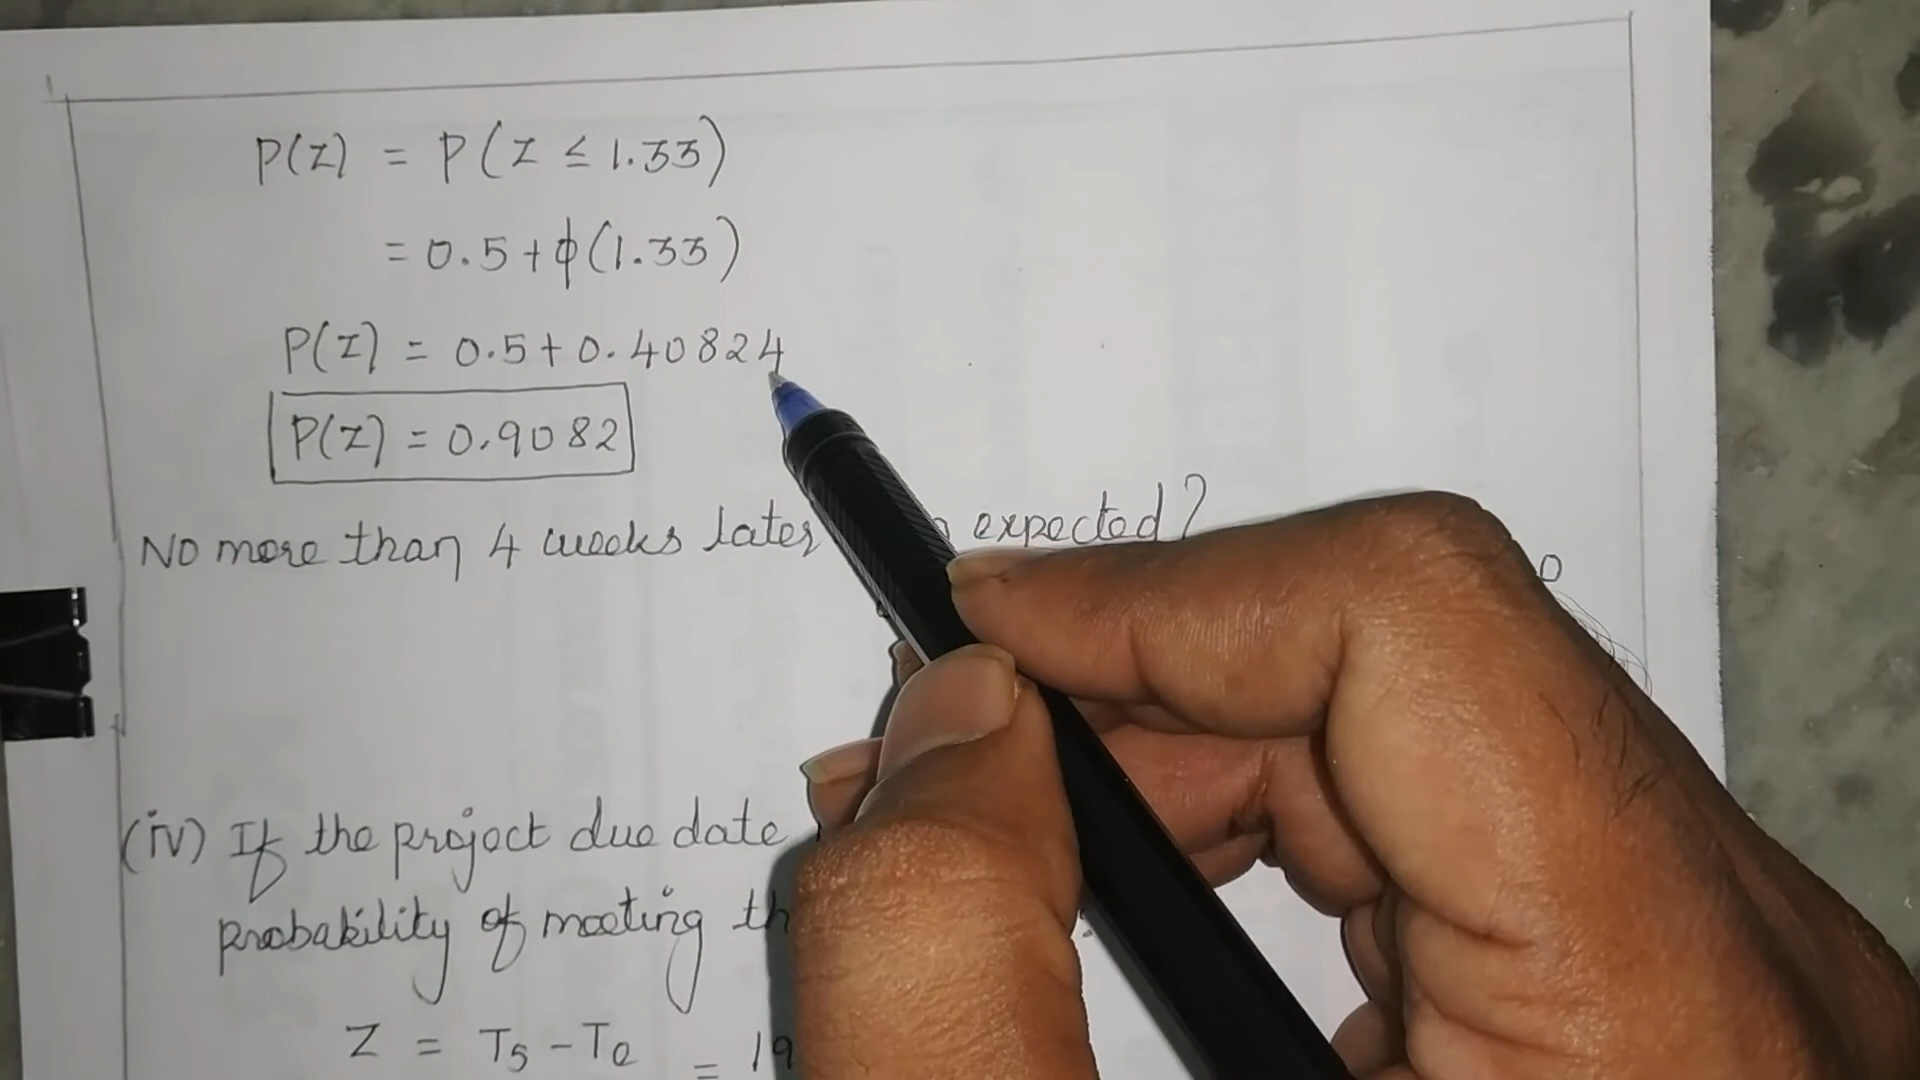 P(Z) = P(Z ≤ 1.33)
= 0.5 + ϕ(1.33)
P(Z) = 0.5 + 0.40824
P(Z) = 0.9082
No more than 4 weeks later expected?
(iv) If the project due date
probability of meeting th
Z = Ts - Te = 19